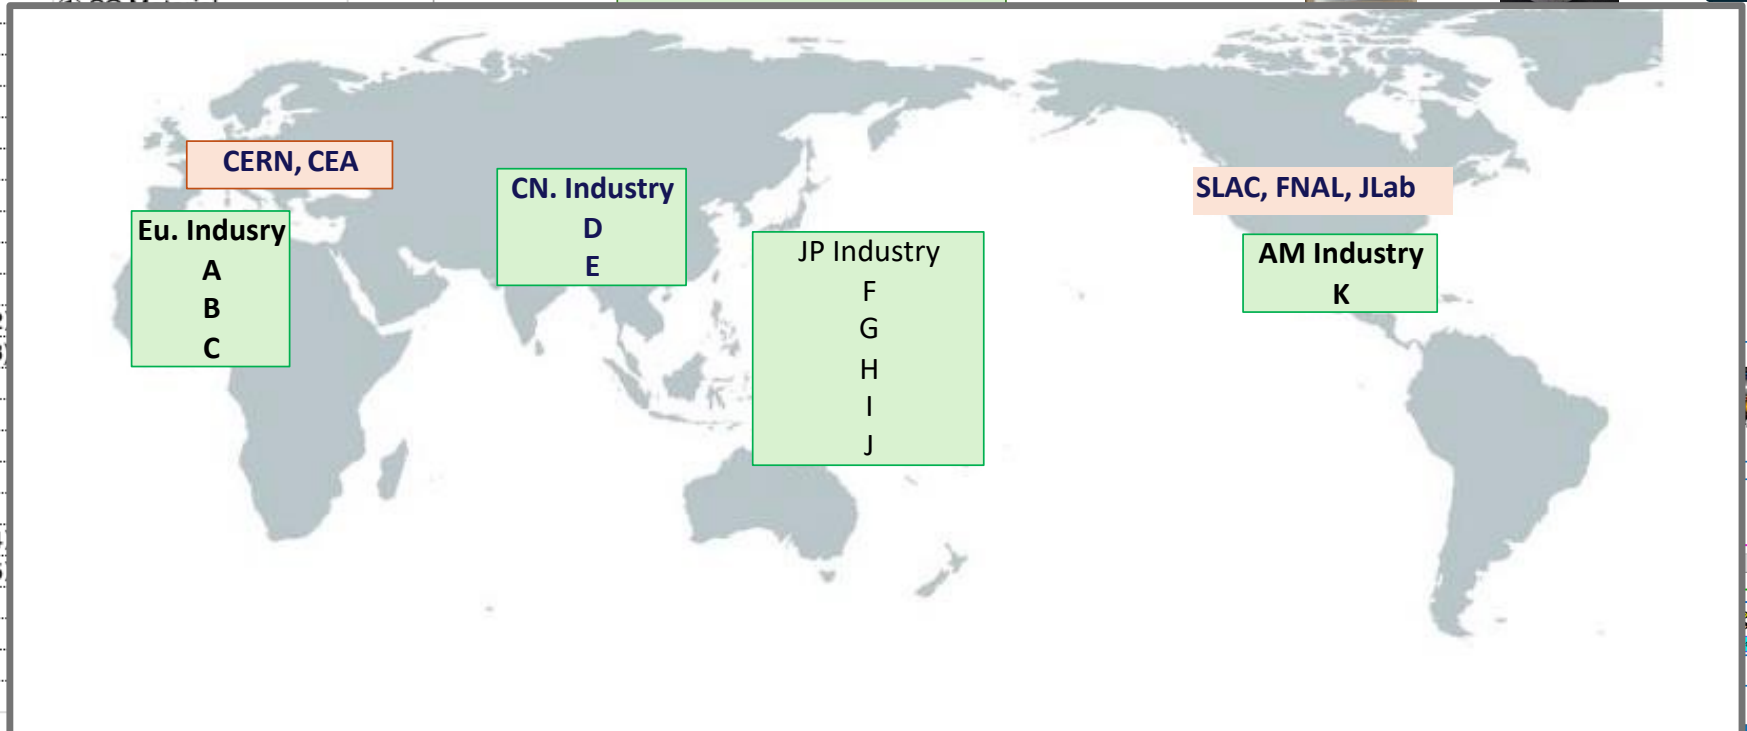 CERN, CEA
Eu. Indusry
A
B
C
CN. Industry
D
E
JP Industry
F
G
H
I
J
SLAC, FNAL, JLab
AM Industry
K